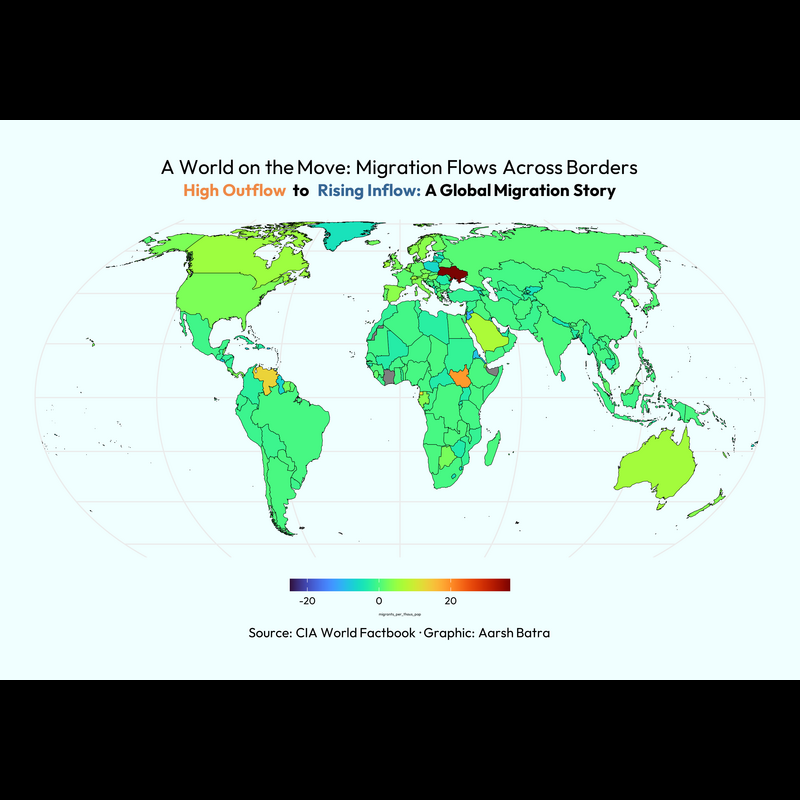 A World on the Move: Migration Flows Across Borders
High Outflow to Rising Inflow: A Global Migration Story
-20 0 20
migrants_per_thous_pop
Source: CIA World Factbook · Graphic: Aarsh Batra